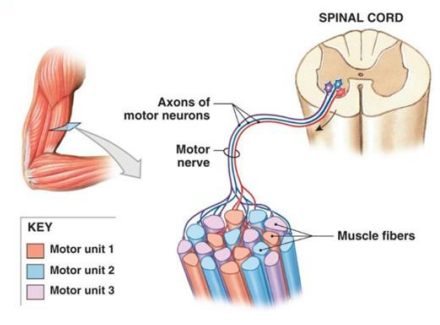 SPINAL CORD
Axons of
motor neurons
Motor
nerve
Muscle fibers
KEY
Motor unit 1
Motor unit 2
Motor unit 3